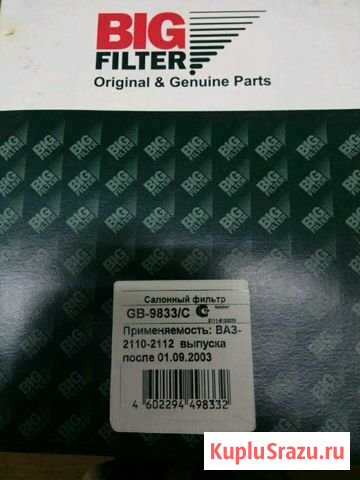 BIG
FILTER®
Original & Genuine Parts
Салонный фильтр
GB-9833/C
Применяемость: ВАЗ-
2110-2112 выпуска
после 01.09.2003
4 602294 498332
KupluSrazu.ru